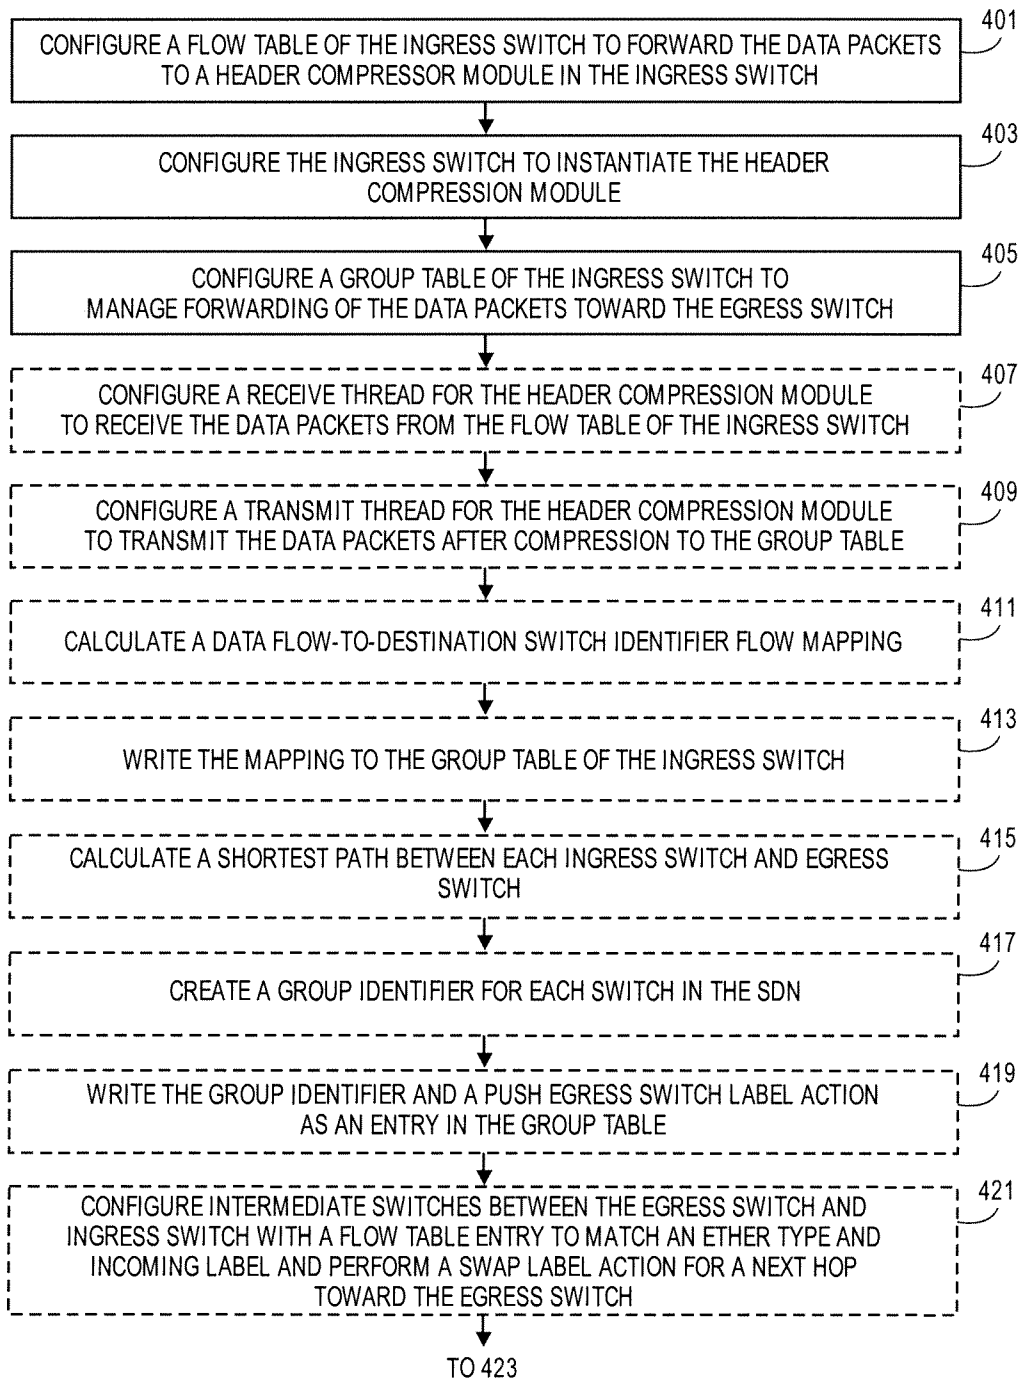 401
CONFIGURE A FLOW TABLE OF THE INGRESS SWITCH TO FORWARD THE DATA PACKETS
TO A HEADER COMPRESSOR MODULE IN THE INGRESS SWITCH
403
CONFIGURE THE INGRESS SWITCH TO INSTANTIATE THE HEADER
COMPRESSION MODULE
405
CONFIGURE A GROUP TABLE OF THE INGRESS SWITCH TO
MANAGE FORWARDING OF THE DATA PACKETS TOWARD THE EGRESS SWITCH
407
CONFIGURE A RECEIVE THREAD FOR THE HEADER COMPRESSION MODULE
TO RECEIVE THE DATA PACKETS FROM THE FLOW TABLE OF THE INGRESS SWITCH
409
CONFIGURE A TRANSMIT THREAD FOR THE HEADER COMPRESSION MODULE
TO TRANSMIT THE DATA PACKETS AFTER COMPRESSION TO THE GROUP TABLE
411
CALCULATE A DATA FLOW-TO-DESTINATION SWITCH IDENTIFIER FLOW MAPPING
413
WRITE THE MAPPING TO THE GROUP TABLE OF THE INGRESS SWITCH
415
CALCULATE A SHORTEST PATH BETWEEN EACH INGRESS SWITCH AND EGRESS
SWITCH
417
CREATE A GROUP IDENTIFIER FOR EACH SWITCH IN THE SDN
419
WRITE THE GROUP IDENTIFIER AND A PUSH EGRESS SWITCH LABEL ACTION
AS AN ENTRY IN THE GROUP TABLE
421
CONFIGURE INTERMEDIATE SWITCHES BETWEEN THE EGRESS SWITCH AND
INGRESS SWITCH WITH A FLOW TABLE ENTRY TO MATCH AN ETHER TYPE AND
INCOMING LABEL AND PERFORM A SWAP LABEL ACTION FOR A NEXT HOP
TOWARD THE EGRESS SWITCH
TO 423